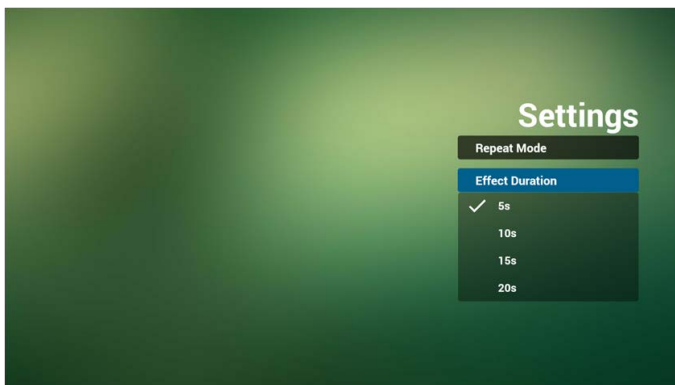 Settings
Repeat Mode
Effect Duration
5s
10s
15s
20s